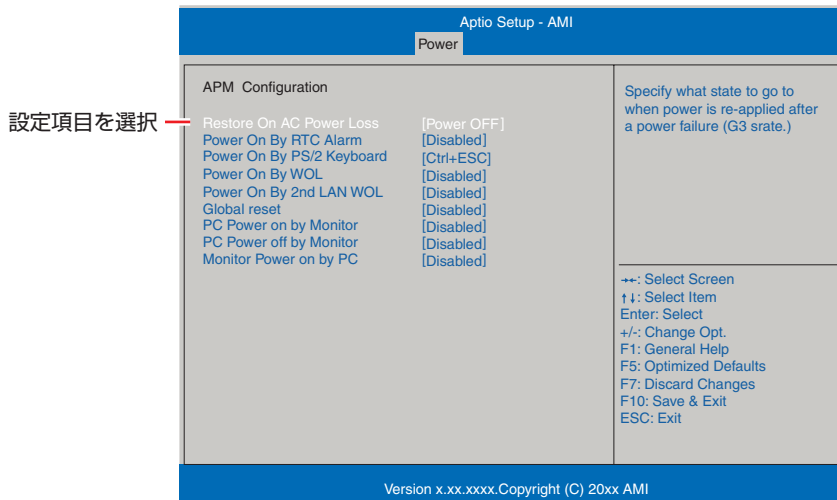 Aptio Setup - AMI
Power
APM Configuration
設定項目を選択
Restore On AC Power Loss [Power OFF]
Power On By RTC Alarm [Disabled]
Power On By PS/2 Keyboard [Ctrl+ESC]
Power On By WOL [Disabled]
Power On By 2nd LAN WOL [Disabled]
Global reset [Disabled]
PC Power on by Monitor [Disabled]
PC Power off by Monitor [Disabled]
Monitor Power on by PC [Disabled]
Specify what state to go to
when power is re-applied after
a power failure (G3 srate.)
→←: Select Screen
↑↓: Select Item
Enter: Select
+/-: Change Opt.
F1: General Help
F5: Optimized Defaults
F7: Discard Changes
F10: Save & Exit
ESC: Exit
Version x.xx.xxxx.Copyright (C) 20xx AMI